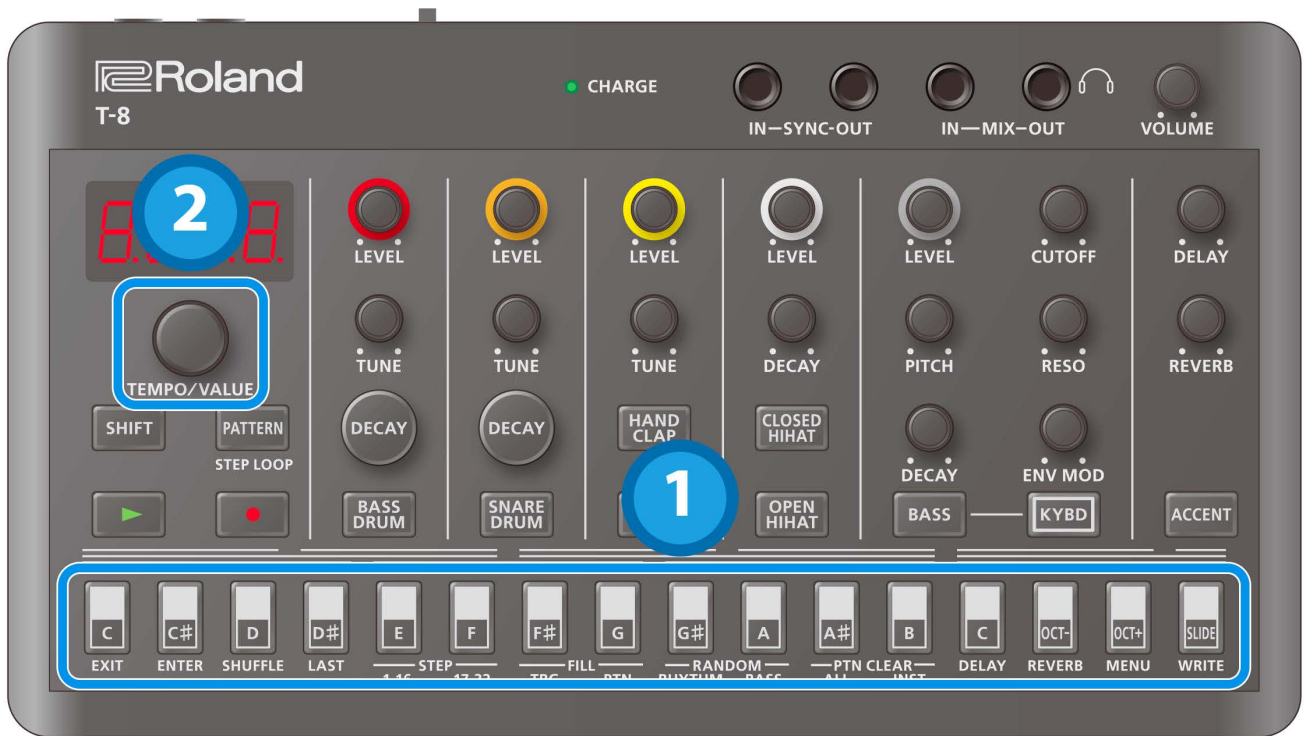 Roland
T-8
CHARGE
IN–SYNC-OUT
IN—MIX–OUT
VOLUME
2
LEVEL LEVEL LEVEL LEVEL LEVEL CUTOFF DELAY
TUNE TUNE TUNE DECAY PITCH RESO REVERB
TEMPO/VALUE
SHIFT PATTERN DECAY DECAY HAND CLAP CLOSED HIHAT
STEP LOOP
DECAY ENV MOD
1
BASS DRUM SNARE DRUM OPEN HIHAT BASS KYBD ACCENT
C C# D D# E F F# G G# A A# B C OCT- OCT+ SLIDE
EXIT ENTER SHUFFLE LAST STEP FILL RANDOM PTN CLEAR DELAY REVERB MENU WRITE